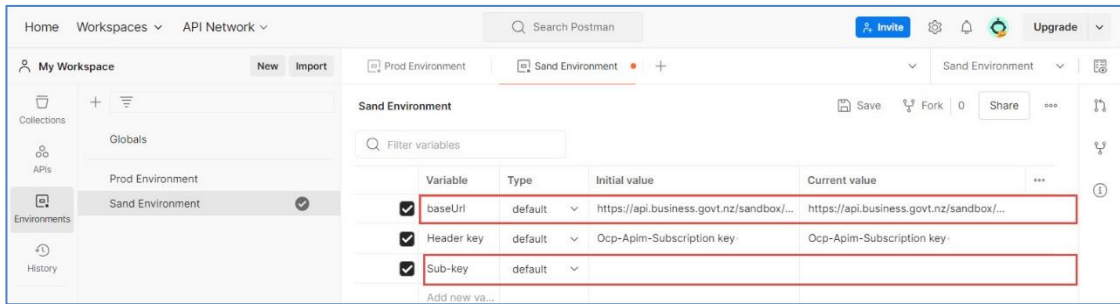 Home Workspaces API Network Search Postman Invite Upgrade
My Workspace New Import Prod Environment Sand Environment + Sand Environment
Collections
APIs
Environments
History
+
Globals
Prod Environment
Sand Environment
Sand Environment Save Fork 0 Share
Filter variables
Variable Type Initial value Current value
baseUrl default https://api.business.govt.nz/sandbox/... https://api.business.govt.nz/sandbox/...
Header key default Ocp-Apim-Subscription key Ocp-Apim-Subscription key
Sub-key default
Add new va...